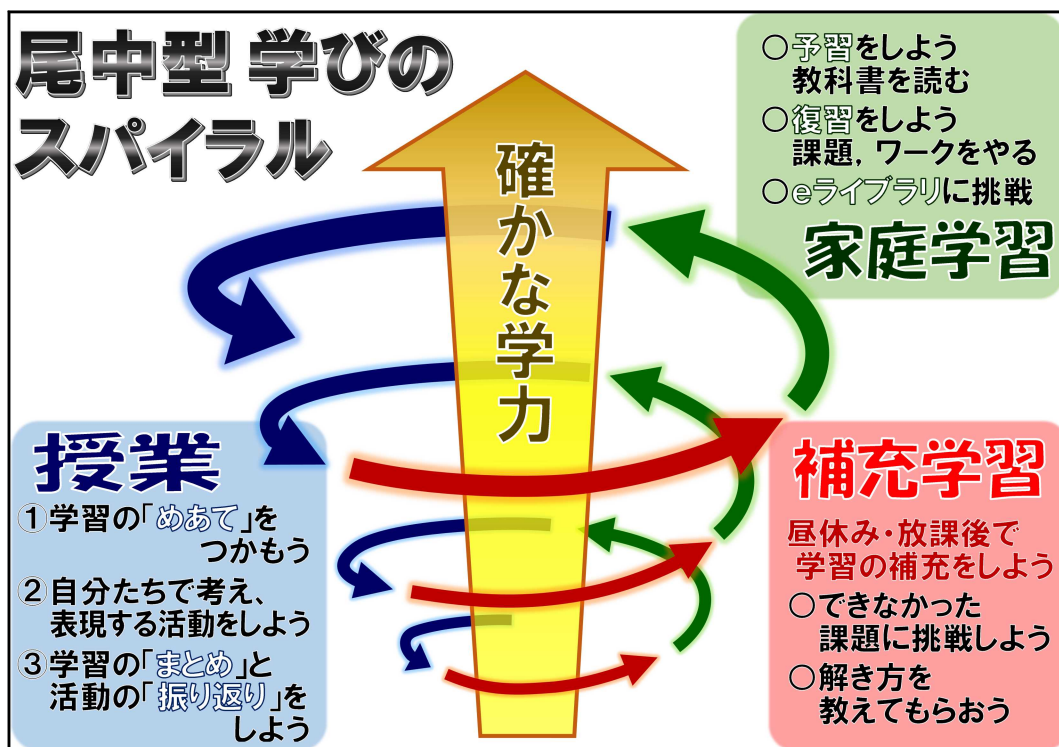 尾中型 学びの
スパイラル
確かな学力
○予習をしよう
教科書を読む
○復習をしよう
課題，ワークをやる
○eライブラリに挑戦
家庭学習
授業
①学習の「めあて」を
つかもう
②自分たちで考え、
表現する活動をしよう
③学習の「まとめ」と
活動の「振り返り」を
しよう
補充学習
昼休み・放課後で
学習の補充をしよう
○できなかった
課題に挑戦しよう
○解き方を
教えてもらおう